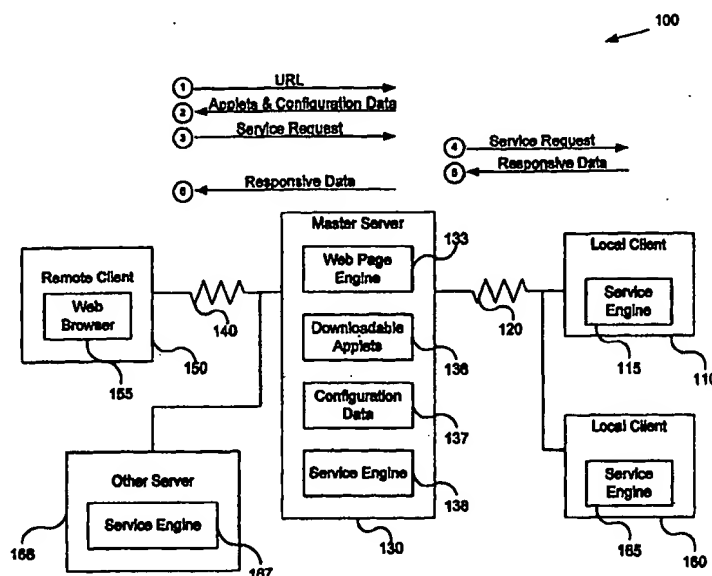 100
1 URL
2 Applets & Configuration Data
3 Service Request
4 Service Request
5 Responsive Data
6 Responsive Data
Master Server
133
Local Client
Remote Client
Web Page
Engine
Service
Engine
Web
Browser
140
120
Downloadable
Applets
115
110
155
150
136
Configuration
Data
137
Local Client
Other Server
Service Engine
Service
Engine
Service Engine
138
165
168
167
130
160